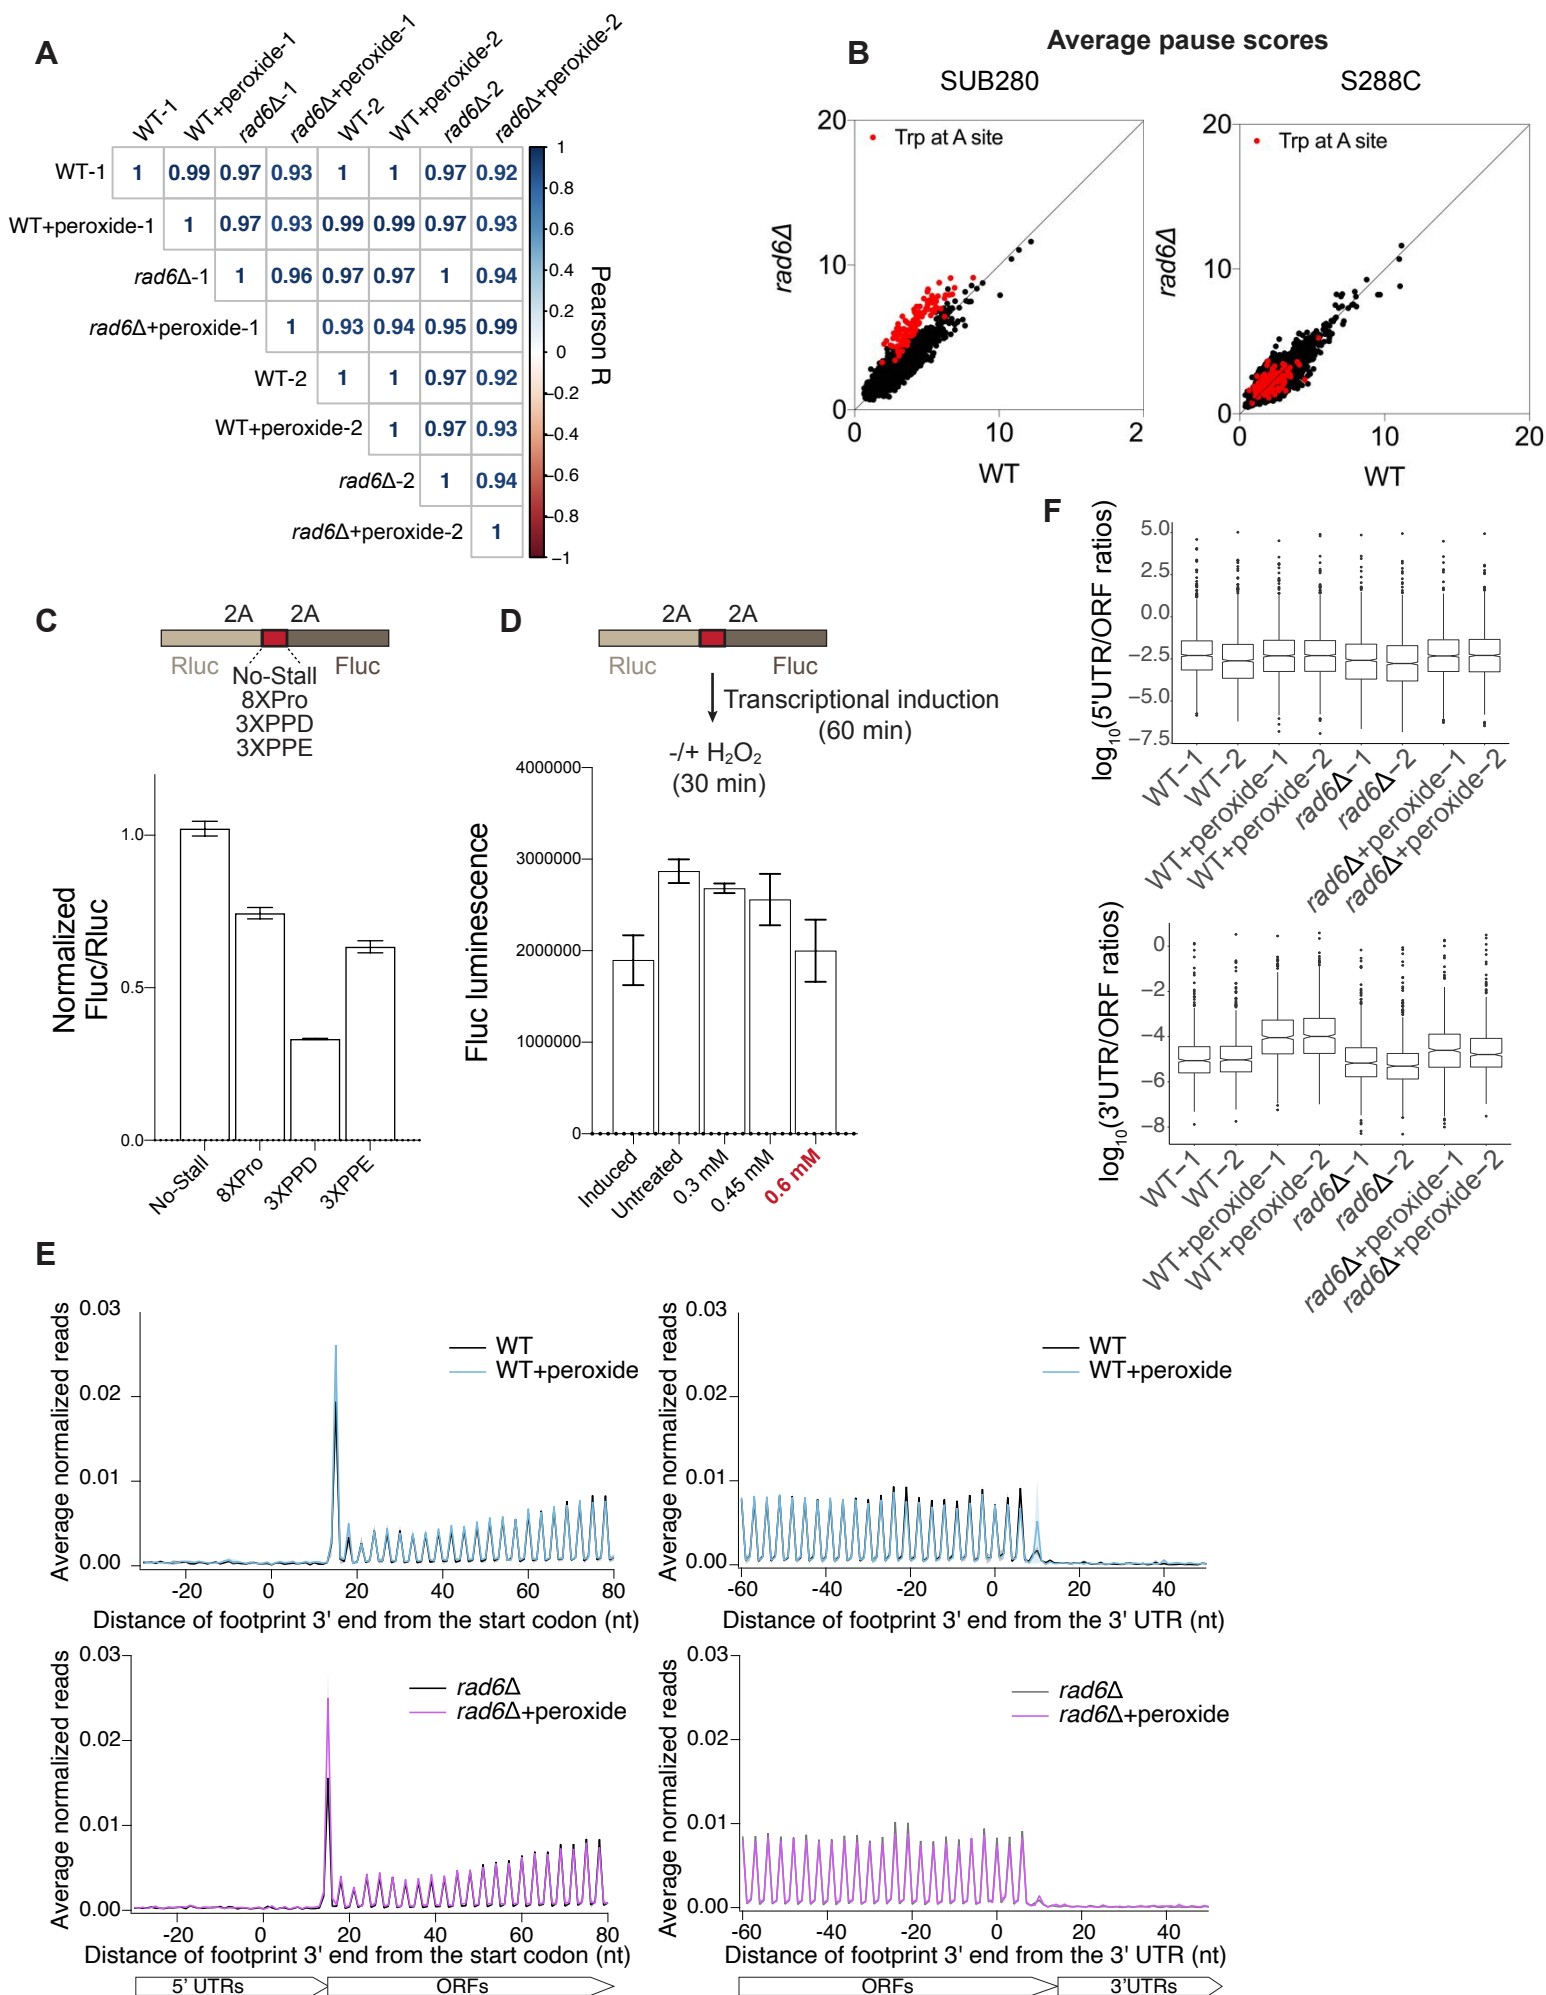 A
WT-1
WT+peroxide-1
rad6Δ-1
rad6Δ+peroxide-1
WT-2
WT+peroxide-2
rad6Δ-2
rad6Δ+peroxide-2
WT-1 1 0.99 0.97 0.93 1 1 0.97 0.92
WT+peroxide-1 1 0.97 0.93 0.99 0.99 0.97 0.93
rad6Δ-1 1 0.96 0.97 0.97 1 0.94
rad6Δ+peroxide-1 1 0.93 0.94 0.95 0.99
WT-2 1 1 0.97 0.92
WT+peroxide-2 1 0.97 0.93
rad6Δ-2 1 0.94
rad6Δ+peroxide-2 1
1
0.8
0.6
0.4
0.2
0
−0.2
−0.4
−0.6
−0.8
−1
Pearson R
B
Average pause scores
SUB280
20
10
0
Trp at A site
rad6Δ
0 10 2
WT
S288C
20
10
0
Trp at A site
rad6Δ
0 10 20
WT
C
2A 2A
Rluc Fluc
No-Stall
8XPro
3XPPD
3XPPE
Normalized
Fluc/Rluc
1.0
0.5
0.0
No-Stall
8XPro
3XPPD
3XPPE
D
2A 2A
Rluc Fluc
Transcriptional induction
(60 min)
-/+ H₂O₂
(30 min)
Fluc luminescence
4000000
3000000
2000000
1000000
0
Induced
Untreated
0.3 mM
0.45 mM
0.6 mM
F
log₁₀(5'UTR/ORF ratios)
5.0
2.5
0.0
−2.5
−5.0
−7.5
WT−1
WT−2
WT+peroxide−1
WT+peroxide−2
rad6Δ−1
rad6Δ−2
rad6Δ+peroxide−1
rad6Δ+peroxide−2
log₁₀(3'UTR/ORF ratios)
0
−2
−4
−6
−8
WT−1
WT−2
WT+peroxide−1
WT+peroxide−2
rad6Δ−1
rad6Δ−2
rad6Δ+peroxide−1
rad6Δ+peroxide−2
E
Average normalized reads
0.03
0.02
0.01
0.00
WT
WT+peroxide
-20 0 20 40 60 80
Distance of footprint 3' end from the start codon (nt)
Average normalized reads
0.03
0.02
0.01
0.00
WT
WT+peroxide
-60 -40 -20 0 20 40
Distance of footprint 3' end from the 3' UTR (nt)
Average normalized reads
0.03
0.02
0.01
0.00
rad6Δ
rad6Δ+peroxide
-20 0 20 40 60 80
Distance of footprint 3' end from the start codon (nt)
5' UTRs ORFs
Average normalized reads
0.03
0.02
0.01
0.00
rad6Δ
rad6Δ+peroxide
-60 -40 -20 0 20 40
Distance of footprint 3' end from the 3' UTR (nt)
ORFs 3'UTRs